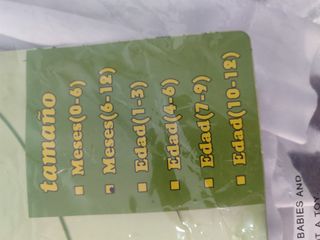 tamaño
Meses(0-6)
Meses(6-12)
Edad(1-3)
Edad(4-6)
Edad(7-9)
Edad(10-12)
BABIES AND
T A TOY.